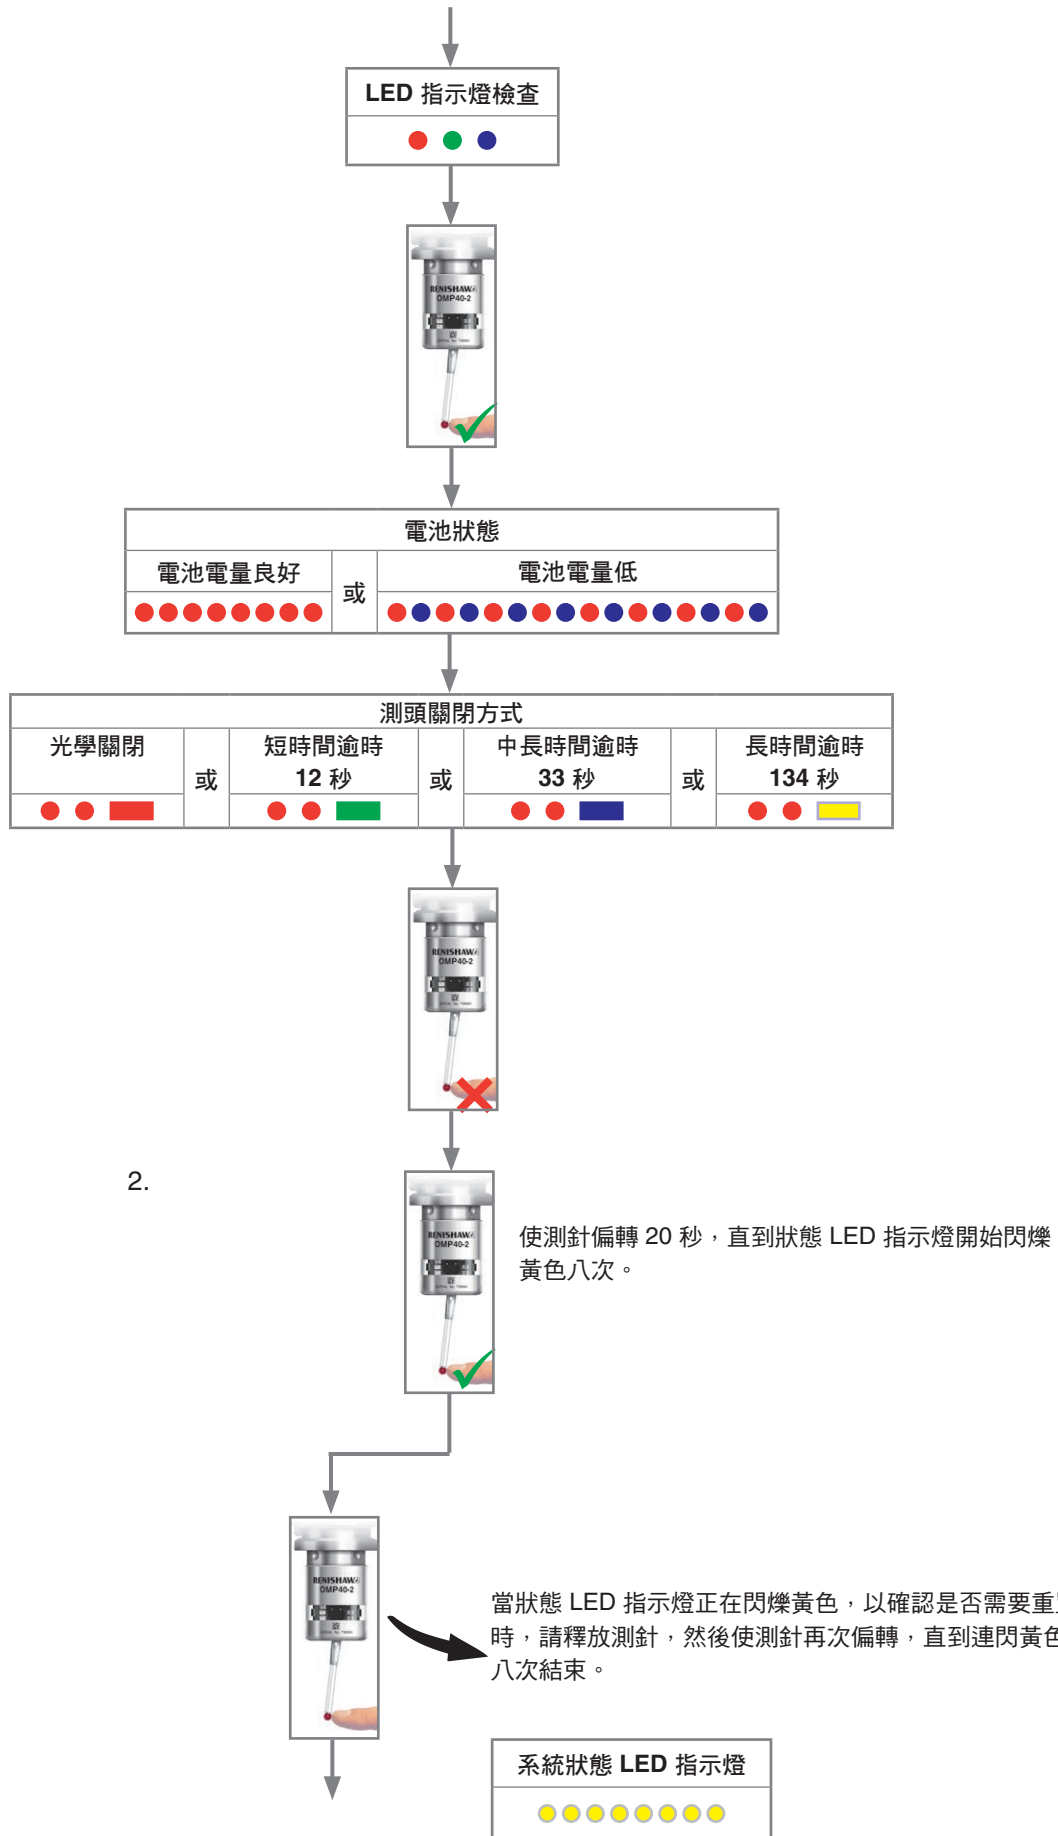 LED 指示燈檢查
RENISHAW
OMP40-2
電池狀態
電池電量良好
或
電池電量低
測頭關閉方式
光學關閉
或
短時間逾時
12 秒
或
中長時間逾時
33 秒
或
長時間逾時
134 秒
RENISHAW
OMP40-2
2.
RENISHAW
OMP40-2
使測針偏轉 20 秒，直到狀態 LED 指示燈開始閃爍
黃色八次。
RENISHAW
OMP40-2
當狀態 LED 指示燈正在閃爍黃色，以確認是否需要重
時，請釋放測針，然後使測針再次偏轉，直到連閃黃色
八次結束。
系統狀態 LED 指示燈